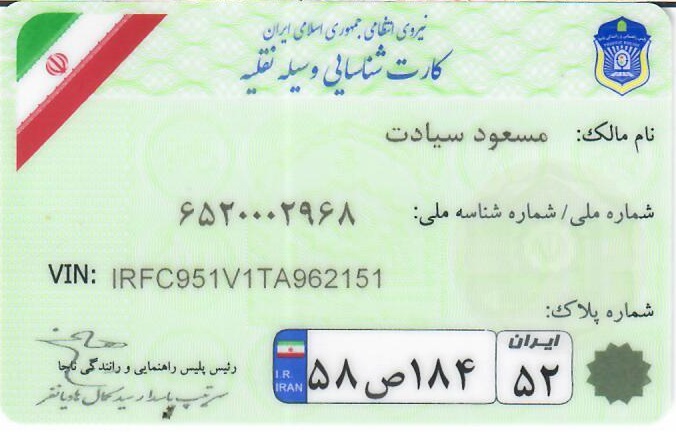 نیروی انتظامی جمهوری اسلامی ایران
کارت شناسایی وسیله نقلیه
نام مالک: مسعود سیادت
شماره ملی/ شماره شناسه ملی: ۶۵۲۰۰۰۲۹۶۸
VIN: IRFC951V1TA962151
شماره پلاک:
I.R. IRAN ۵۸ ص ۱۸۴ ایران ۵۲
رئیس پلیس راهنمایی و رانندگی ناجا
سرتیپ پاسدار سید کمال هادیانفر